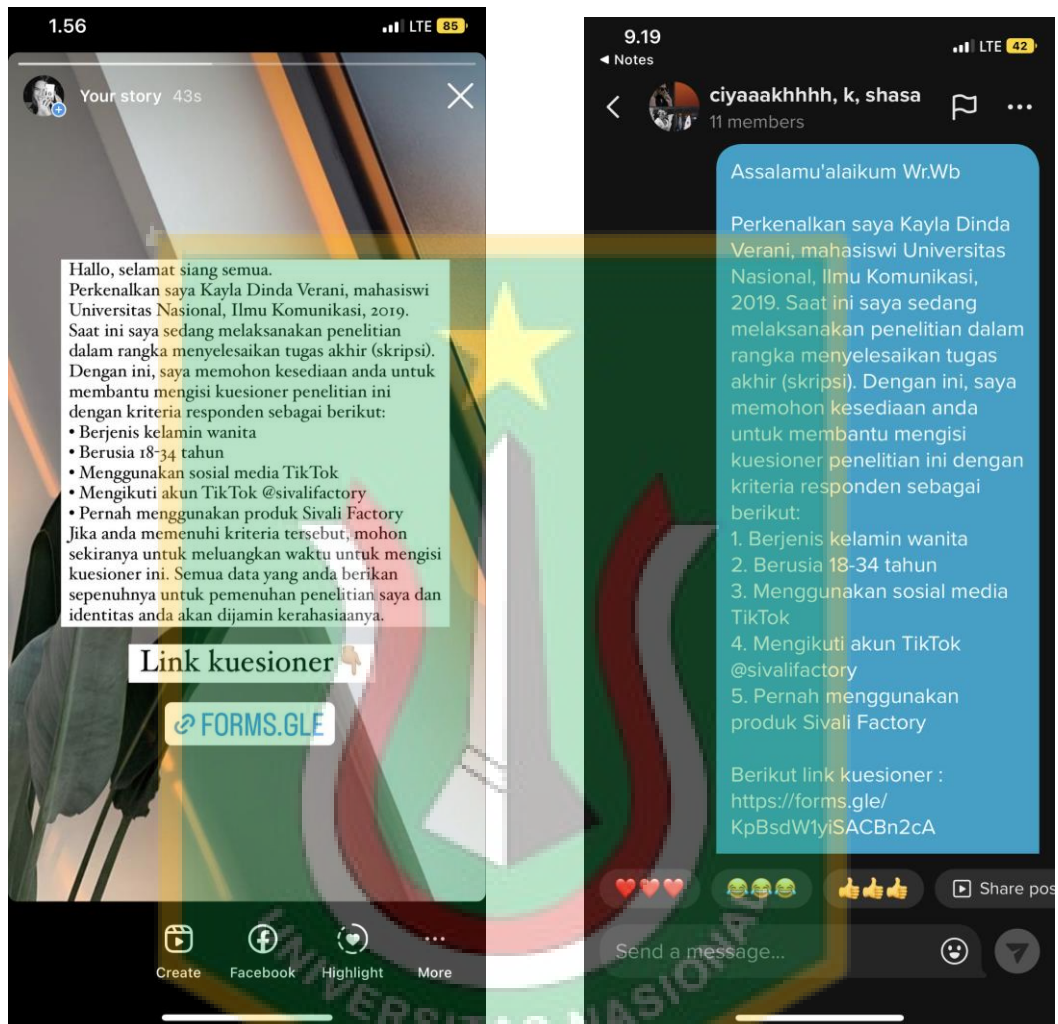 1.56
LTE 85
Your story 43s
Hallo, selamat siang semua.
Perkenalkan saya Kayla Dinda Verani, mahasiswi
Universitas Nasional, Ilmu Komunikasi, 2019.
Saat ini saya sedang melaksanakan penelitian
dalam rangka menyelesaikan tugas akhir (skripsi).
Dengan ini, saya memohon kesediaan anda untuk
membantu mengisi kuesioner penelitian ini
dengan kriteria responden sebagai berikut:
• Berjenis kelamin wanita
• Berusia 18-34 tahun
• Menggunakan sosial media TikTok
• Mengikuti akun TikTok @sivalifactory
• Pernah menggunakan produk Sivali Factory
Jika anda memenuhi kriteria tersebut, mohon
sekiranya untuk meluangkan waktu untuk mengisi
kuesioner ini. Semua data yang anda berikan
sepenuhnya untuk pemenuhan penelitian saya dan
identitas anda akan dijamin kerahasiaanya.
Link kuesioner👇🏼
FORMS.GLE
Create Facebook Highlight More
9.19
LTE 42
◄ Notes
ciyaaakhhhh, k, shasa
11 members
Assalamu'alaikum Wr.Wb
Perkenalkan saya Kayla Dinda
Verani, mahasiswi Universitas
Nasional, Ilmu Komunikasi,
2019. Saat ini saya sedang
melaksanakan penelitian dalam
rangka menyelesaikan tugas
akhir (skripsi). Dengan ini, saya
memohon kesediaan anda
untuk membantu mengisi
kuesioner penelitian ini dengan
kriteria responden sebagai
berikut:
1. Berjenis kelamin wanita
2. Berusia 18-34 tahun
3. Menggunakan sosial media
TikTok
4. Mengikuti akun TikTok
@sivalifactory
5. Pernah menggunakan
produk Sivali Factory
Berikut link kuesioner :
https://forms.gle/
KpBsdW1yiSACBn2cA
❤️❤️❤️ 😂😂😂 👍👍👍 Share pos
Send a message...
UNIVERSITAS NASIONAL